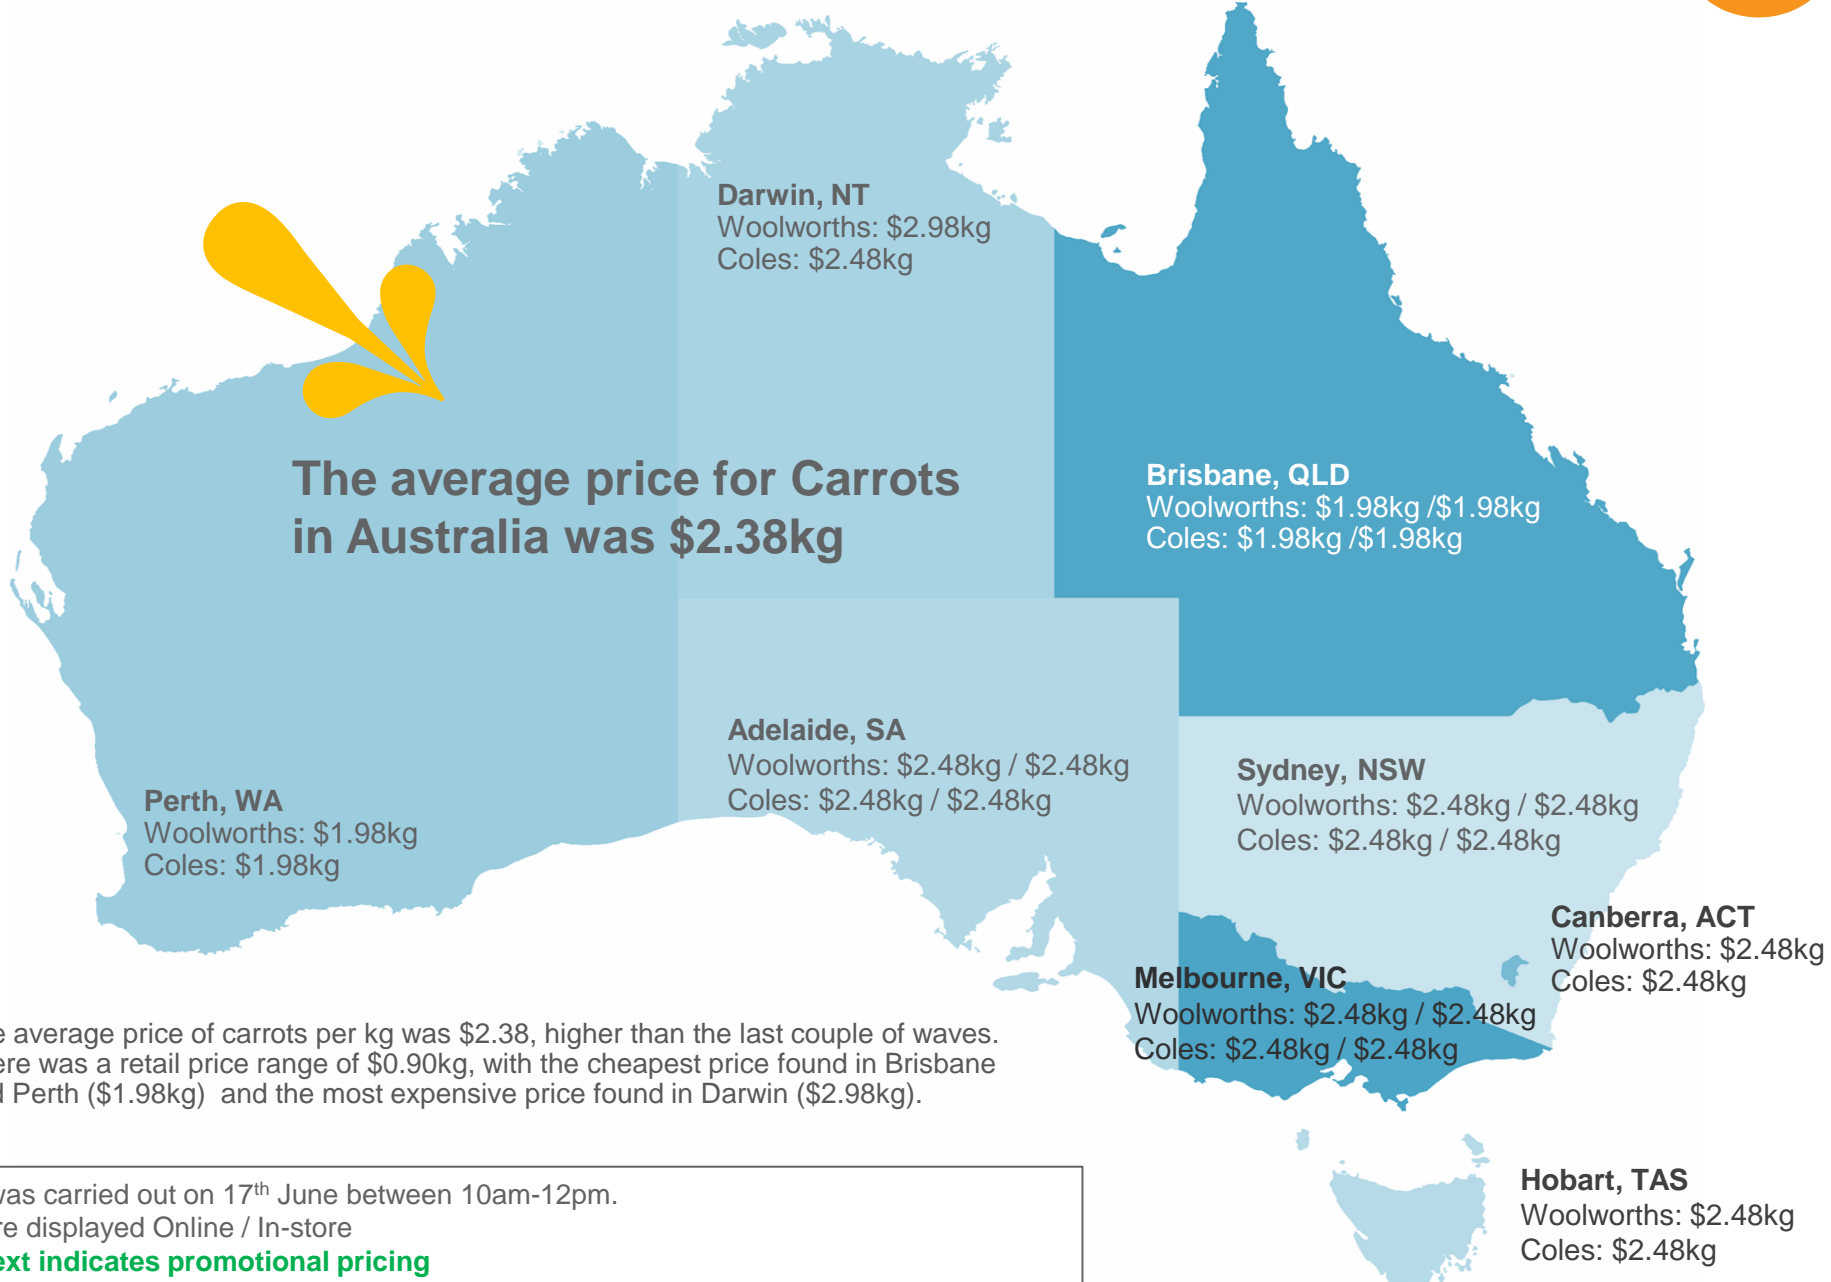 Darwin, NT
Woolworths: $2.98kg
Coles: $2.48kg
The average price for Carrots
in Australia was $2.38kg
Brisbane, QLD
Woolworths: $1.98kg /$1.98kg
Coles: $1.98kg /$1.98kg
Adelaide, SA
Woolworths: $2.48kg / $2.48kg
Coles: $2.48kg / $2.48kg
Sydney, NSW
Woolworths: $2.48kg / $2.48kg
Coles: $2.48kg / $2.48kg
Perth, WA
Woolworths: $1.98kg
Coles: $1.98kg
Canberra, ACT
Woolworths: $2.48kg
Coles: $2.48kg
Melbourne, VIC
Woolworths: $2.48kg / $2.48kg
Coles: $2.48kg / $2.48kg
average price of carrots per kg was $2.38, higher than the last couple of waves.
was a retail price range of $0.90kg, with the cheapest price found in Brisbane
Perth ($1.98kg) and the most expensive price found in Darwin ($2.98kg).
was carried out on 17th June between 10am-12pm.
displayed Online / In-store
indicates promotional pricing
Hobart, TAS
Woolworths: $2.48kg
Coles: $2.48kg